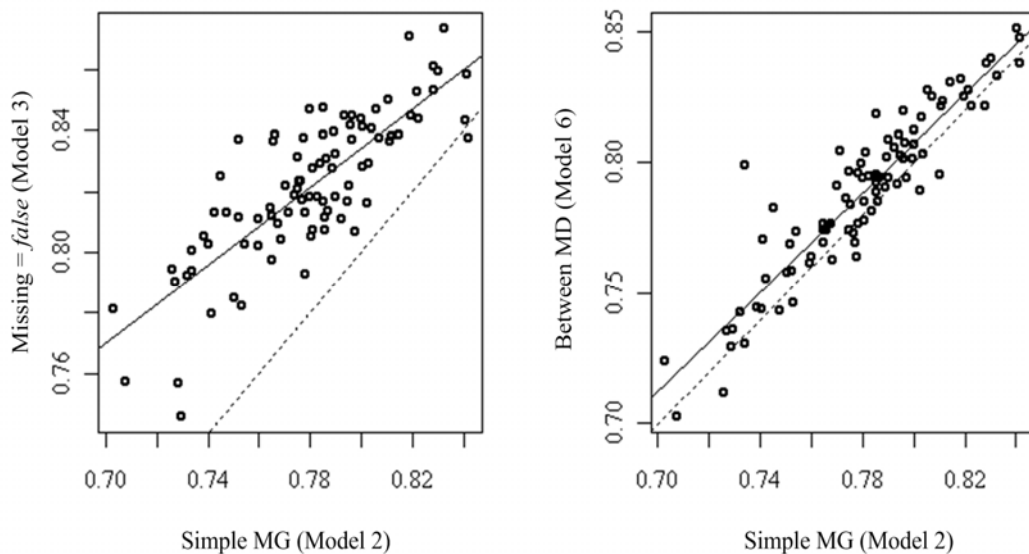 Missing = false (Model 3)
0.84
0.80
0.76
0.70 0.74 0.78 0.82
Simple MG (Model 2)
Between MD (Model 6)
0.85
0.80
0.75
0.70
0.70 0.74 0.78 0.82
Simple MG (Model 2)